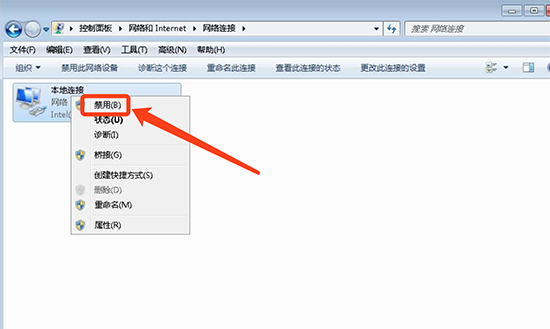 控制面板 ▸ 网络和 Internet ▸ 网络连接 ▸
搜索 网络连接
文件(F) 编辑(E) 查看(V) 工具(T) 高级(N) 帮助(H)
组织 禁用此网络设备 诊断这个连接 重命名此连接 查看此连接的状态 更改此连接的设置
本地连接
网络
Intel(
禁用(B)
状态(U)
诊断(I)
桥接(G)
创建快捷方式(S)
删除(D)
重命名(M)
属性(R)